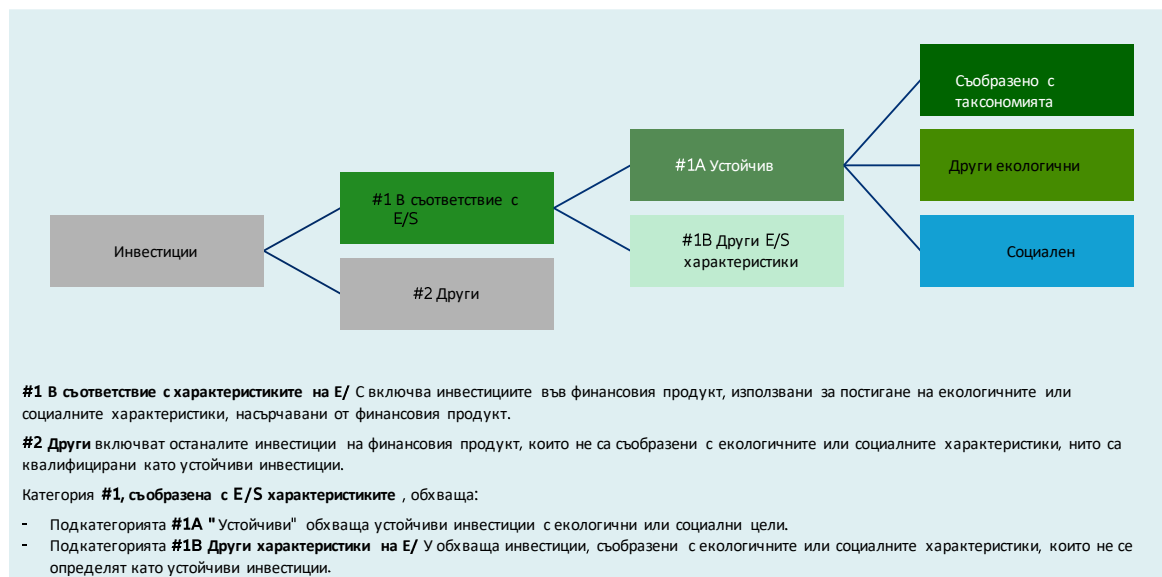 Съобразено с
таксономията
#1A Устойчив
Други екологични
#1 В съответствие с
E/S
#1B Други E/S
характеристики
Инвестиции
Социален
#2 Други
#1 В съответствие с характеристиките на E/ С включва инвестициите във финансовия продукт, използвани за постигане на екологичните или
социалните характеристики, насърчавани от финансовия продукт.
#2 Други включват останалите инвестиции на финансовия продукт, които не са съобразени с екологичните или социалните характеристики, нито са
квалифицирани като устойчиви инвестиции.
Категория #1, съобразена с E/S характеристиките , обхваща:
- Подкатегорията #1A "Устойчиви" обхваща устойчиви инвестиции с екологични или социални цели.
- Подкатегорията #1B Други характеристики на E/ У обхваща инвестиции, съобразени с екологичните или социалните характеристики, които не се
определят като устойчиви инвестиции.